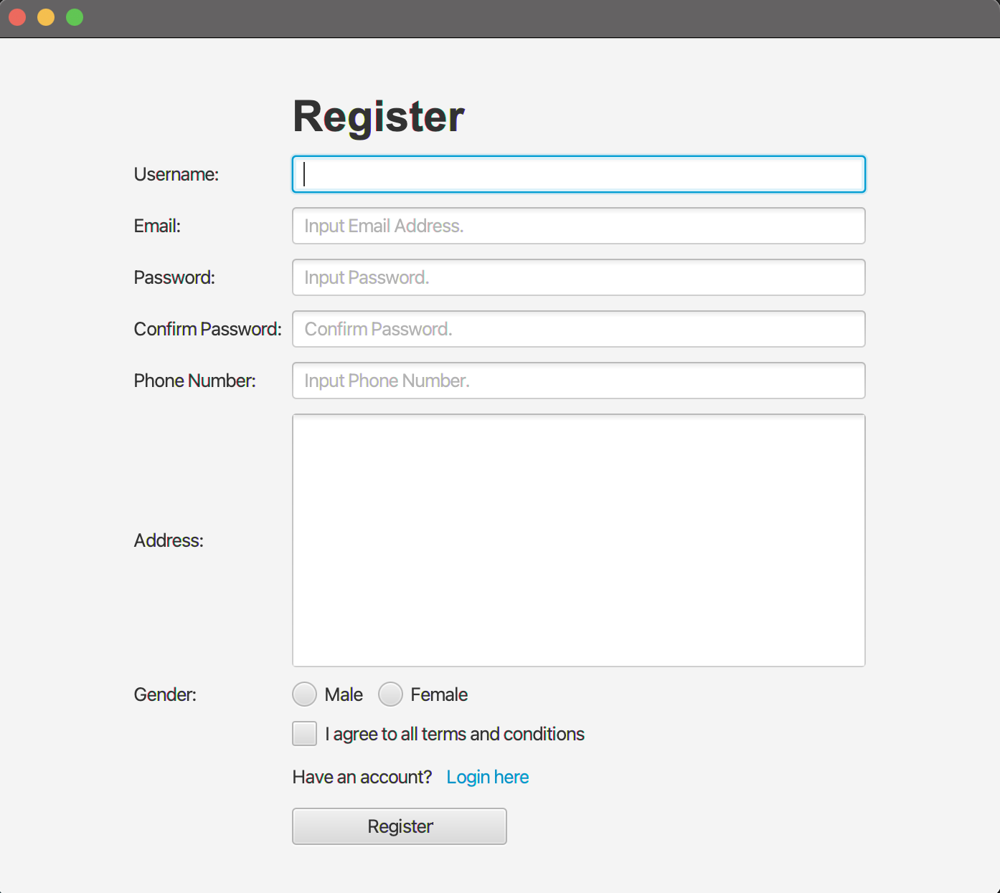 Register
Username:
Email: Input Email Address.
Password: Input Password.
Confirm Password: Confirm Password.
Phone Number: Input Phone Number.
Address:
Gender: Male Female
I agree to all terms and conditions
Have an account? Login here
Register